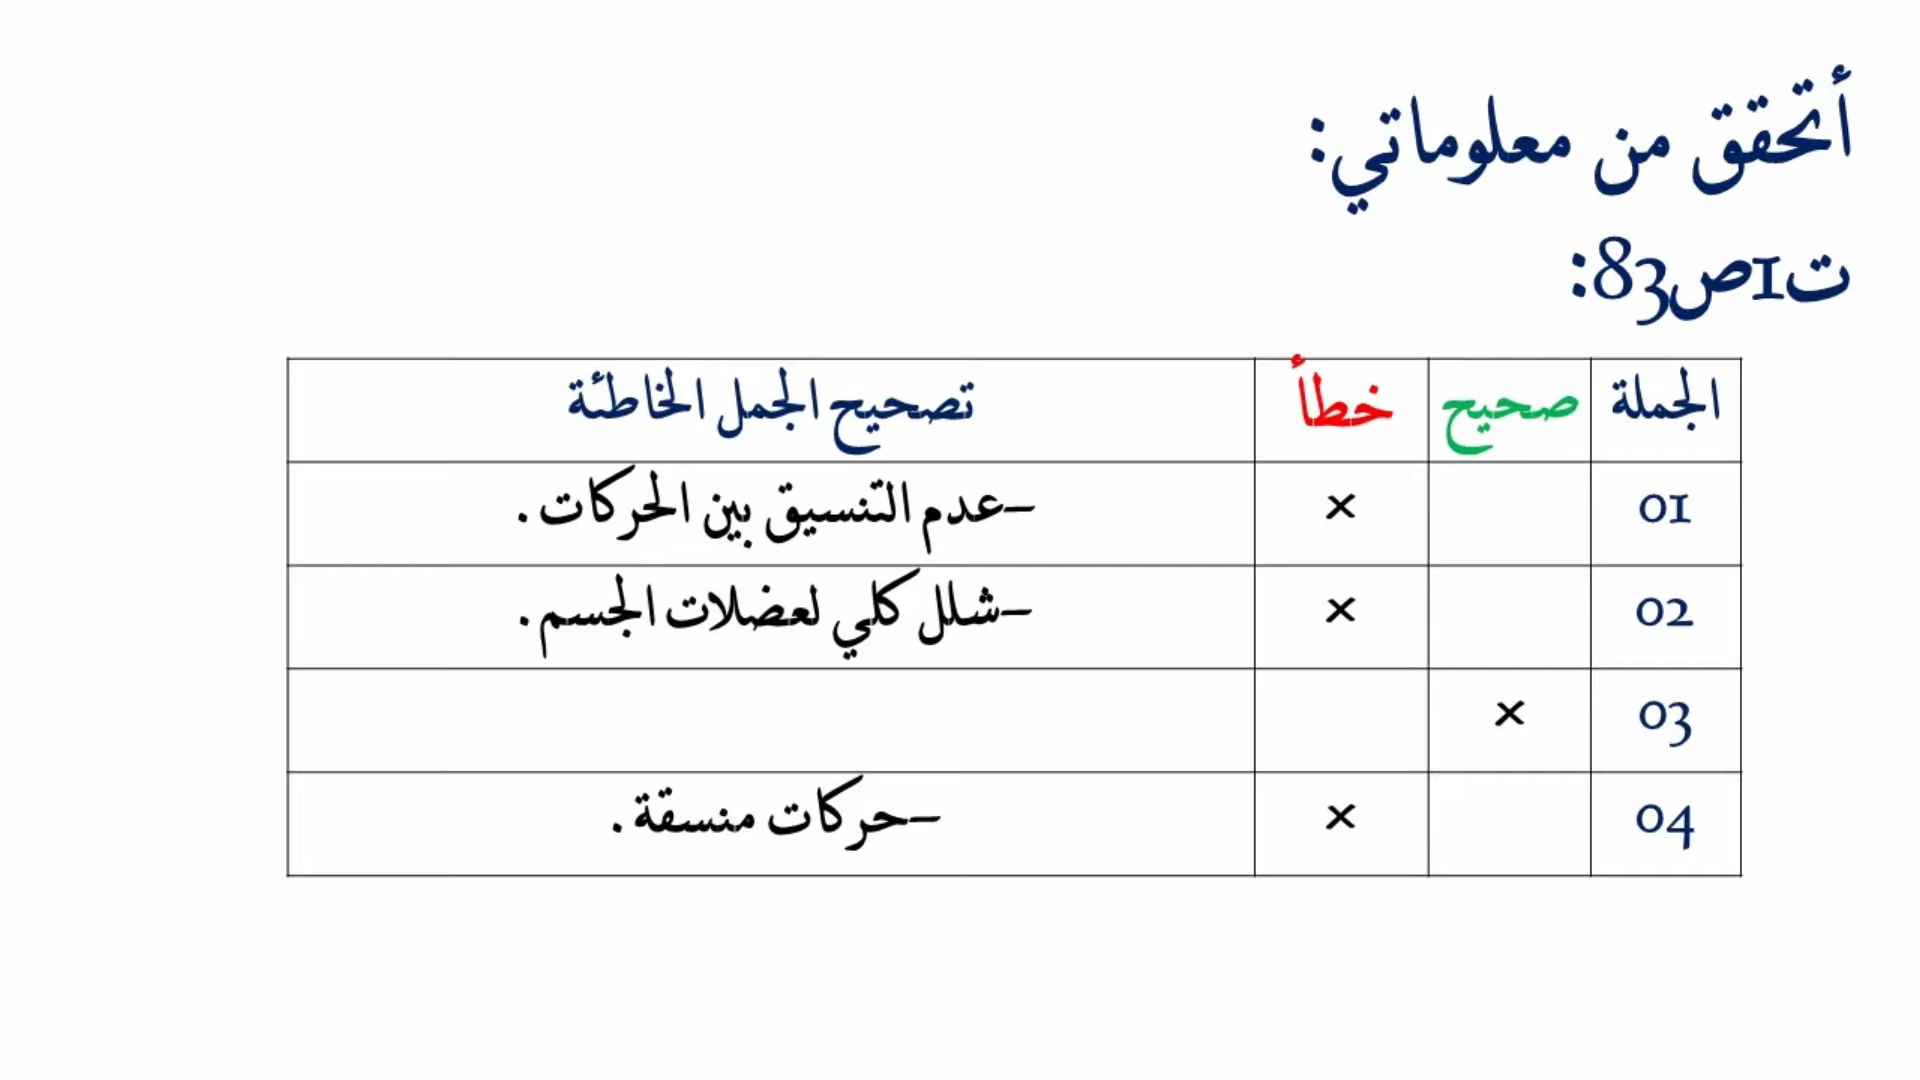 أتحقق من معلوماتي:
ت1ص83:
الجملة صحيح خطأ تصحيح الجمل الخاطئة
01 × –عدم التنسيق بين الحركات.
02 × –شلل كلي لعضلات الجسم.
03 ×
04 × –حركات منسقة.